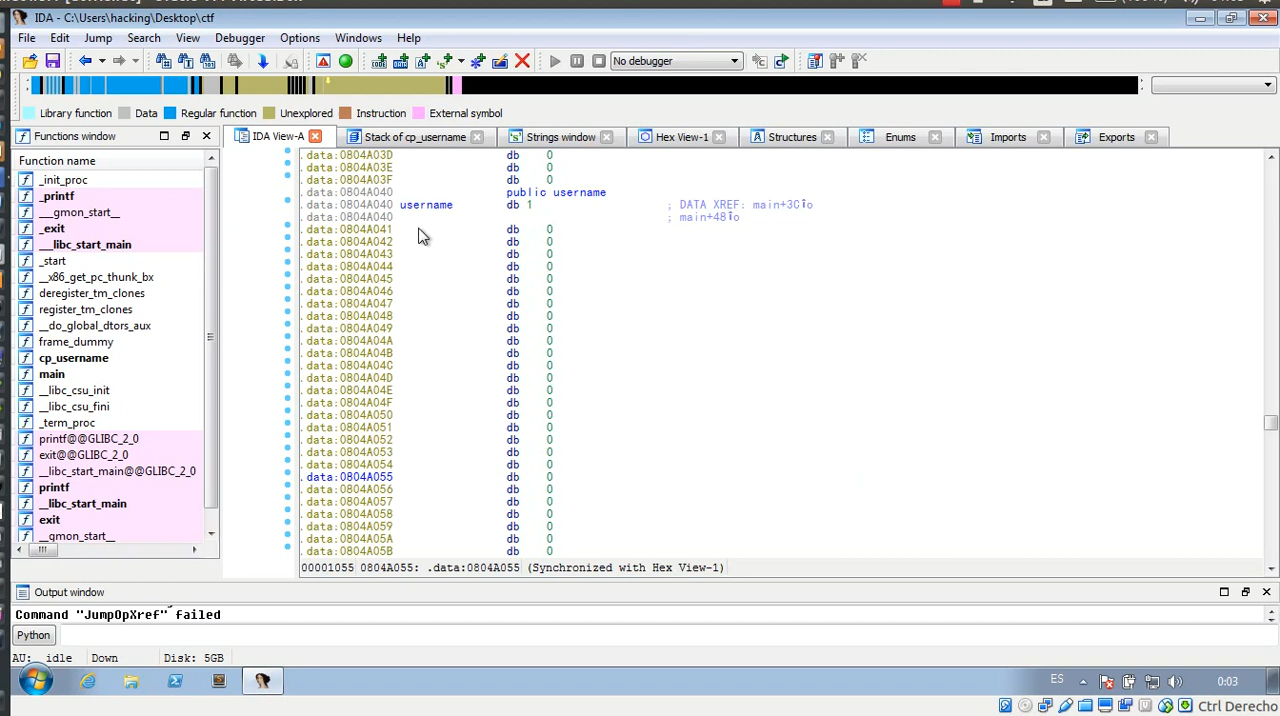 IDA - C:\Users\hacking\Desktop\ctf
File Edit Jump Search View Debugger Options Windows Help
No debugger
Library function Data Regular function Unexplored Instruction External symbol
Functions window
IDA View-A Stack of cp_username Strings window Hex View-1 Structures Enums Imports Exports
Function name
_init_proc
_printf
___gmon_start__
_exit
___libc_start_main
_start
__x86_get_pc_thunk_bx
deregister_tm_clones
register_tm_clones
__do_global_dtors_aux
frame_dummy
cp_username
main
__libc_csu_init
__libc_csu_fini
_term_proc
printf@@GLIBC_2_0
exit@@GLIBC_2_0
__libc_start_main@@GLIBC_2_0
printf
__libc_start_main
exit
__gmon_start__
.data:0804A03D db 0
.data:0804A03E db 0
.data:0804A03F db 0
.data:0804A040 public username
.data:0804A040 username db 1 ; DATA XREF: main+3C↑o
.data:0804A040 ; main+48↑o
.data:0804A041 db 0
.data:0804A042 db 0
.data:0804A043 db 0
.data:0804A044 db 0
.data:0804A045 db 0
.data:0804A046 db 0
.data:0804A047 db 0
.data:0804A048 db 0
.data:0804A049 db 0
.data:0804A04A db 0
.data:0804A04B db 0
.data:0804A04C db 0
.data:0804A04D db 0
.data:0804A04E db 0
.data:0804A04F db 0
.data:0804A050 db 0
.data:0804A051 db 0
.data:0804A052 db 0
.data:0804A053 db 0
.data:0804A054 db 0
.data:0804A055 db 0
.data:0804A056 db 0
.data:0804A057 db 0
.data:0804A058 db 0
.data:0804A059 db 0
.data:0804A05A db 0
.data:0804A05B db 0
00001055 0804A055: .data:0804A055 (Synchronized with Hex View-1)
Output window
Command "JumpOpXref" failed
Python
AU: idle Down Disk: 5GB
ES 0:03
Ctrl Derecho